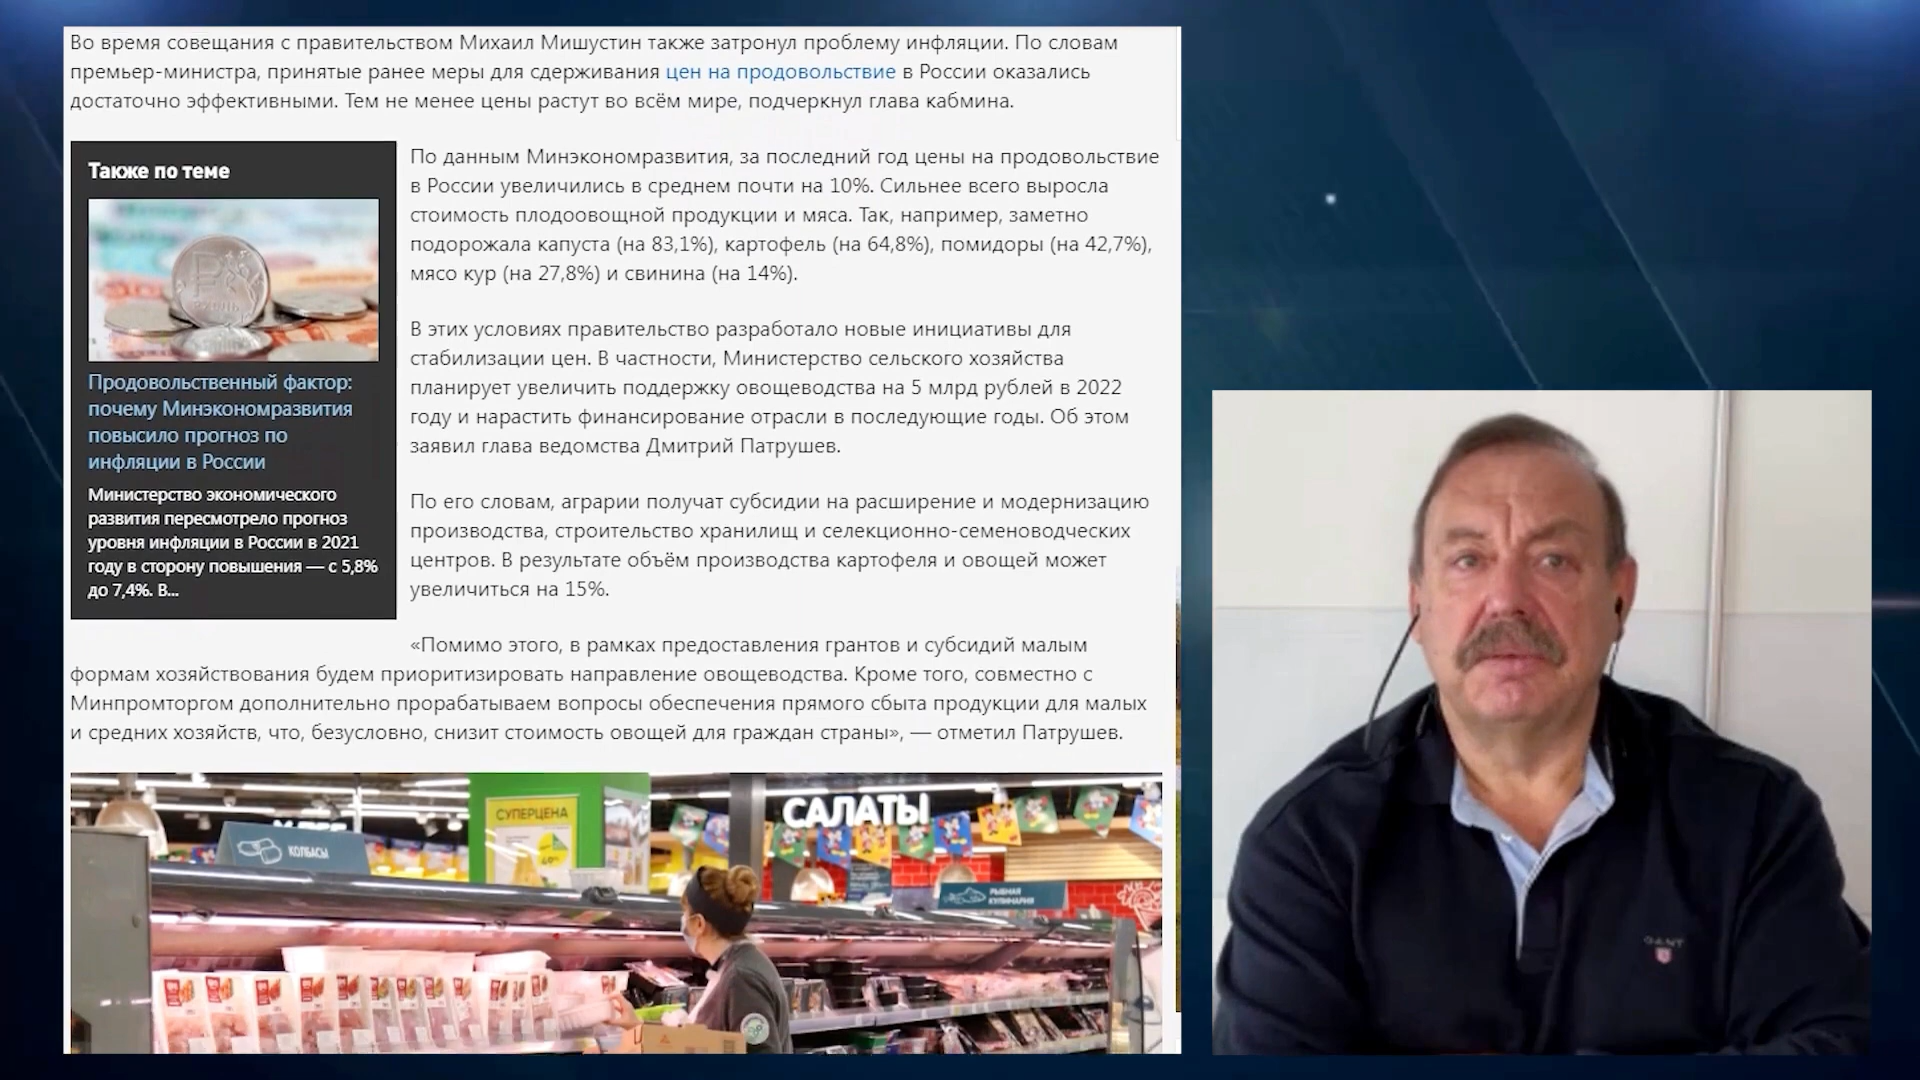 Во время совещания с правительством Михаил Мишустин также затронул проблему инфляции. По словам
премьер-министра, принятые ранее меры для сдерживания цен на продовольствие в России оказались
достаточно эффективными. Тем не менее цены растут во всём мире, подчеркнул глава кабмина.
Также по теме
Продовольственный фактор:
почему Минэкономразвития
повысило прогноз по
инфляции в России
Министерство экономического
развития пересмотрело прогноз
уровня инфляции в России в 2021
году в сторону повышения — с 5,8%
до 7,4%. В...
По данным Минэкономразвития, за последний год цены на продовольствие
в России увеличились в среднем почти на 10%. Сильнее всего выросла
стоимость плодоовощной продукции и мяса. Так, например, заметно
подорожала капуста (на 83,1%), картофель (на 64,8%), помидоры (на 42,7%),
мясо кур (на 27,8%) и свинина (на 14%).
В этих условиях правительство разработало новые инициативы для
стабилизации цен. В частности, Министерство сельского хозяйства
планирует увеличить поддержку овощеводства на 5 млрд рублей в 2022
году и нарастить финансирование отрасли в последующие годы. Об этом
заявил глава ведомства Дмитрий Патрушев.
По его словам, аграрии получат субсидии на расширение и модернизацию
производства, строительство хранилищ и селекционно-семеноводческих
центров. В результате объём производства картофеля и овощей может
увеличиться на 15%.
«Помимо этого, в рамках предоставления грантов и субсидий малым
формам хозяйствования будем приоритизировать направление овощеводства. Кроме того, совместно с
Минпромторгом дополнительно прорабатываем вопросы обеспечения прямого сбыта продукции для малых
и средних хозяйств, что, безусловно, снизит стоимость овощей для граждан страны», — отметил Патрушев.
СУПЕРЦЕНА
САЛАТЫ
КОЛБАСЫ
РЫБНАЯ
КУЛИНАРИЯ
GANT